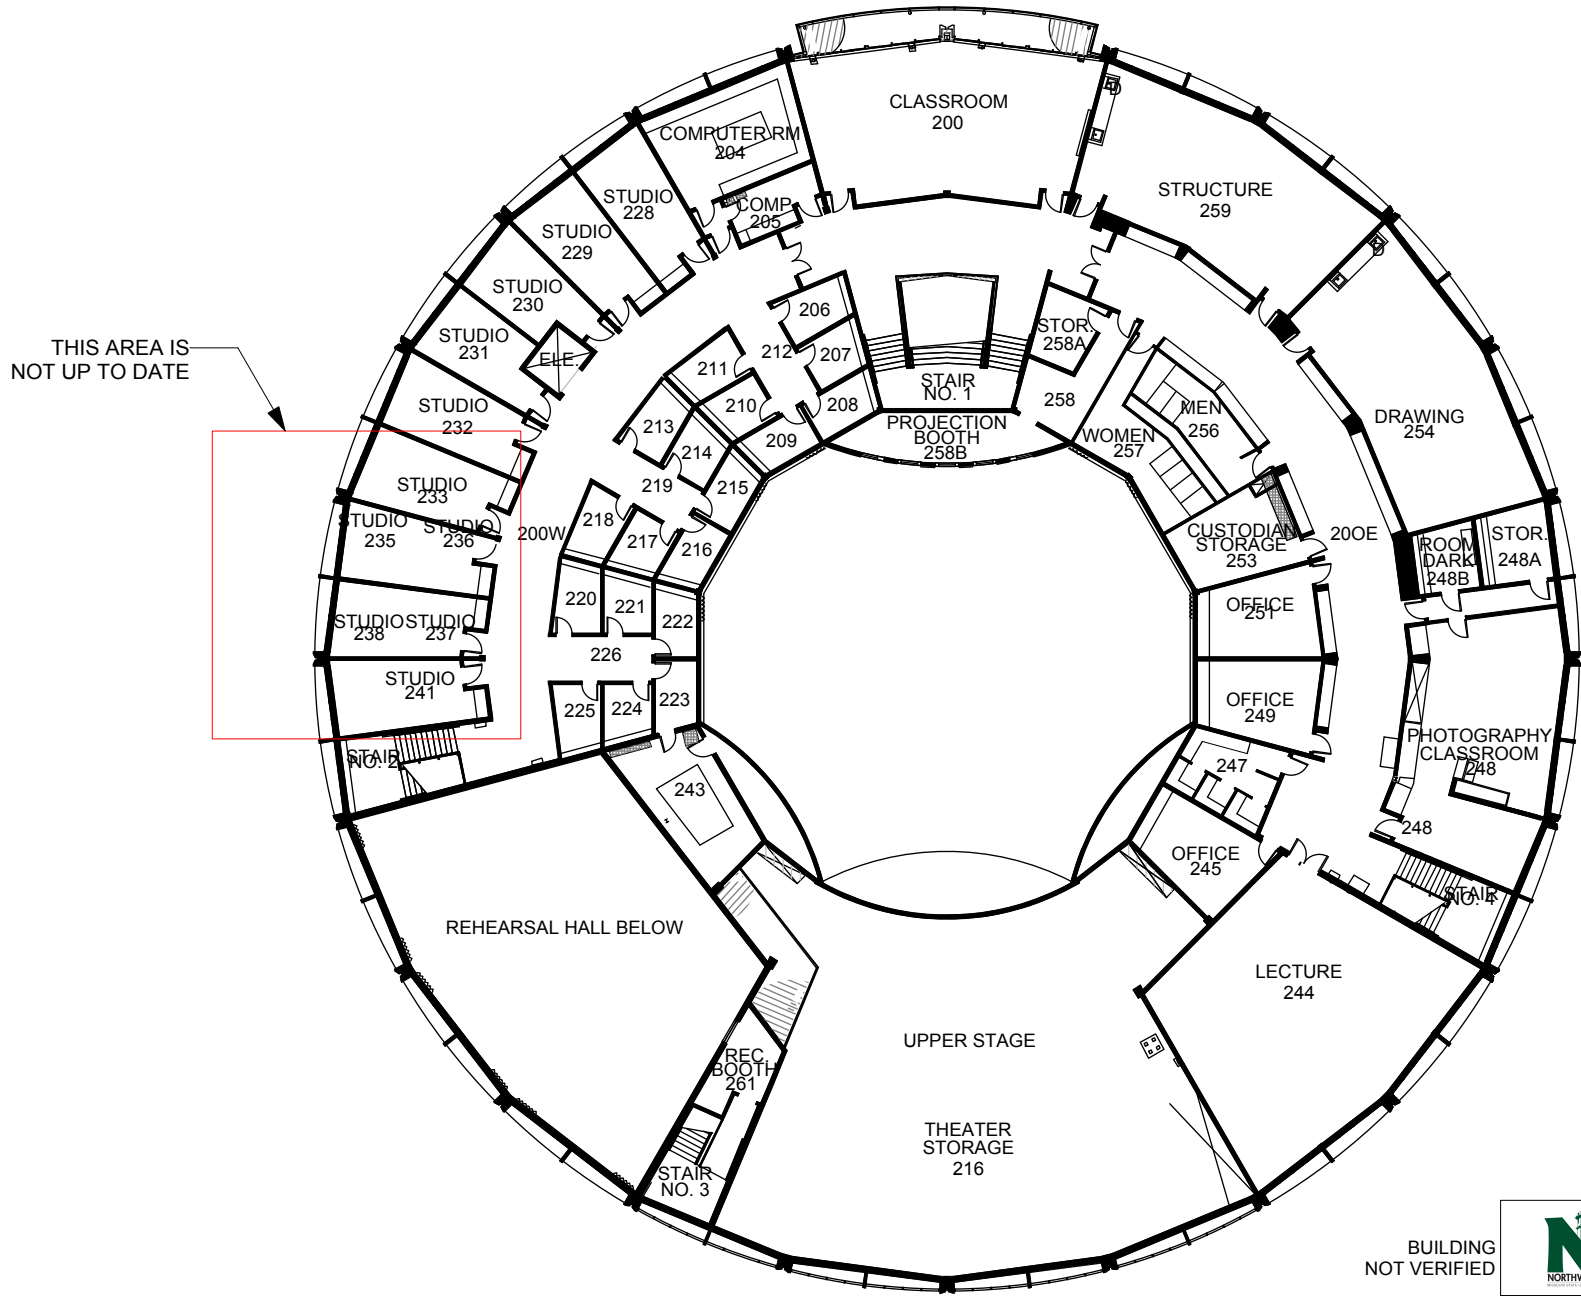 CLASSROOM
200
COMPUTER RM
204
COMP.
205
STRUCTURE
259
STUDIO
228
STUDIO
229
STUDIO
230
STUDIO
231
ELE.
STUDIO
232
THIS AREA IS
NOT UP TO DATE
STUDIO
233
STUDIO
235
STUDIO
236
STUDIO
238
STUDIO
237
STUDIO
241
STAIR
NO. 2
200W
206
212
207
208
211
210
209
213
214
215
219
218
217
216
220
221
222
226
225
224
223
243
STAIR
NO. 1
PROJECTION
BOOTH
258B
STOR.
258A
258
MEN
256
WOMEN
257
CUSTODIAN
STORAGE
253
20OE
DRAWING
254
ROOM
DARK
248B
STOR.
248A
OFFICE
251
OFFICE
249
PHOTOGRAPHY
CLASSROOM
248
247
248
OFFICE
245
STAIR
NO. 4
LECTURE
244
REHEARSAL HALL BELOW
UPPER STAGE
REC.
BOOTH
261
THEATER
STORAGE
216
STAIR
NO. 3
BUILDING
NOT VERIFIED
N